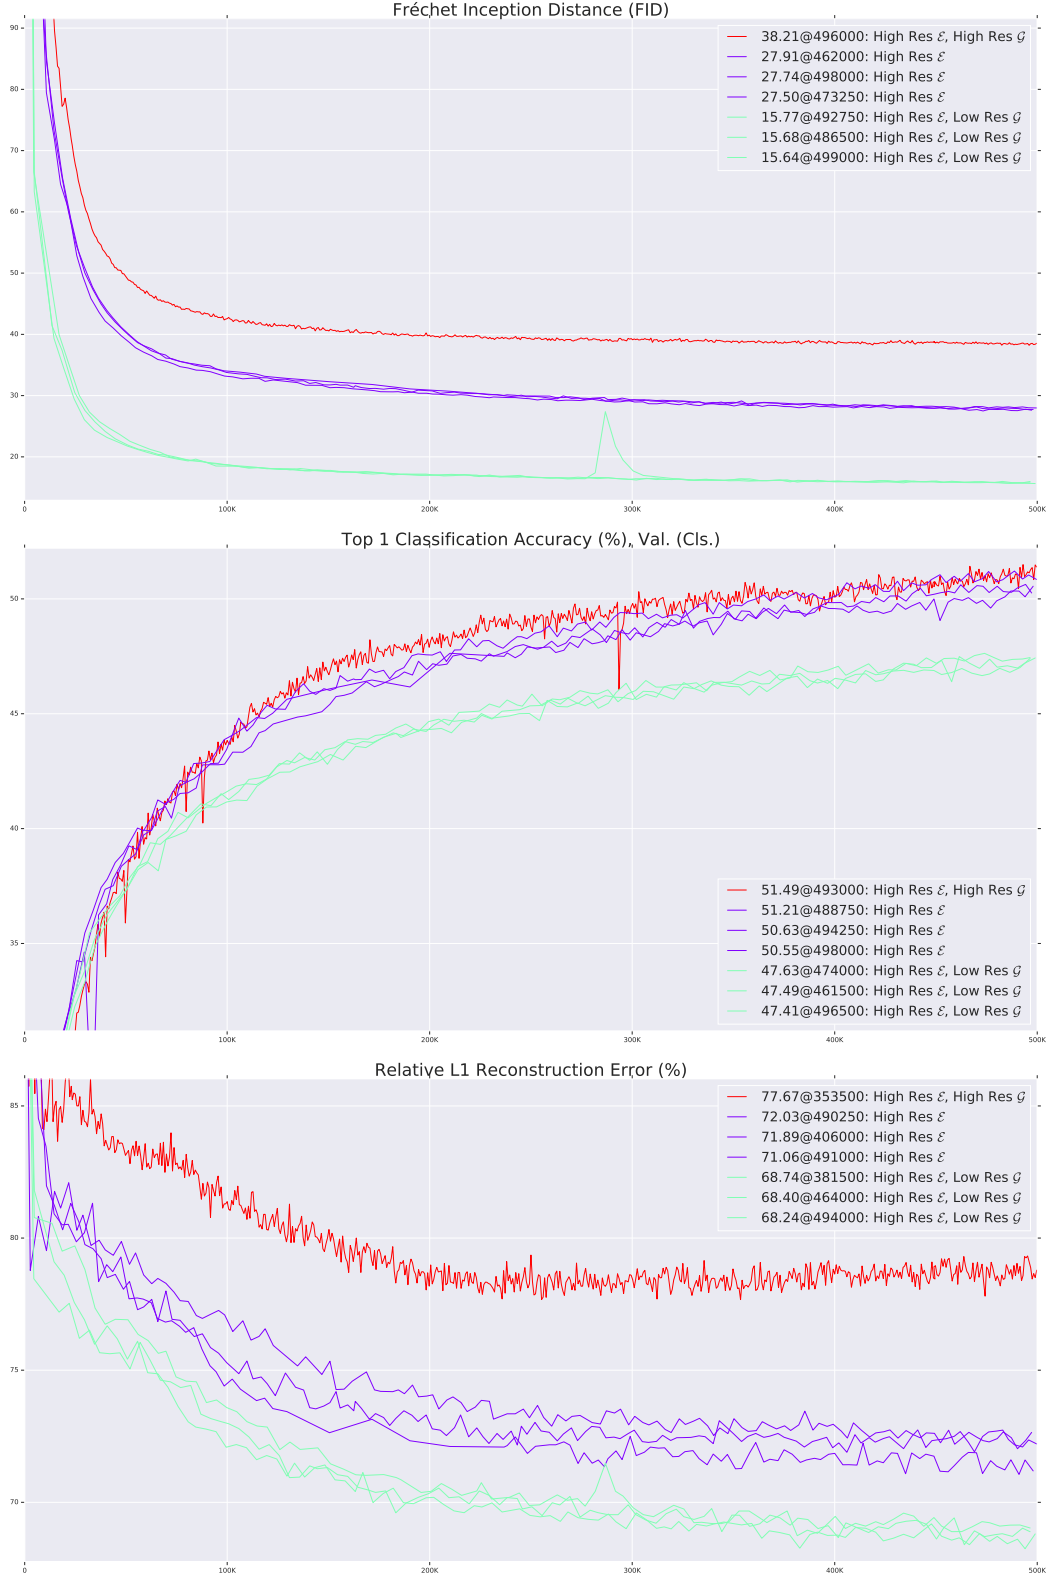 Fréchet Inception Distance (FID)
90
80
70
60
50
40
30
20
38.21@496000: High Res ℰ, High Res 𝒢
27.91@462000: High Res ℰ
27.74@498000: High Res ℰ
27.50@473250: High Res ℰ
15.77@492750: High Res ℰ, Low Res 𝒢
15.68@486500: High Res ℰ, Low Res 𝒢
15.64@499000: High Res ℰ, Low Res 𝒢
0 100K 200K 300K 400K 500K
Top 1 Classification Accuracy (%), Val. (Cls.)
50
45
40
35
51.49@493000: High Res ℰ, High Res 𝒢
51.21@488750: High Res ℰ
50.63@494250: High Res ℰ
50.55@498000: High Res ℰ
47.63@474000: High Res ℰ, Low Res 𝒢
47.49@461500: High Res ℰ, Low Res 𝒢
47.41@496500: High Res ℰ, Low Res 𝒢
0 100K 200K 300K 400K 500K
Relative L1 Reconstruction Error (%)
85
80
75
70
77.67@353500: High Res ℰ, High Res 𝒢
72.03@490250: High Res ℰ
71.89@406000: High Res ℰ
71.06@491000: High Res ℰ
68.74@381500: High Res ℰ, Low Res 𝒢
68.40@464000: High Res ℰ, Low Res 𝒢
68.24@494000: High Res ℰ, Low Res 𝒢
0 100K 200K 300K 400K 500K